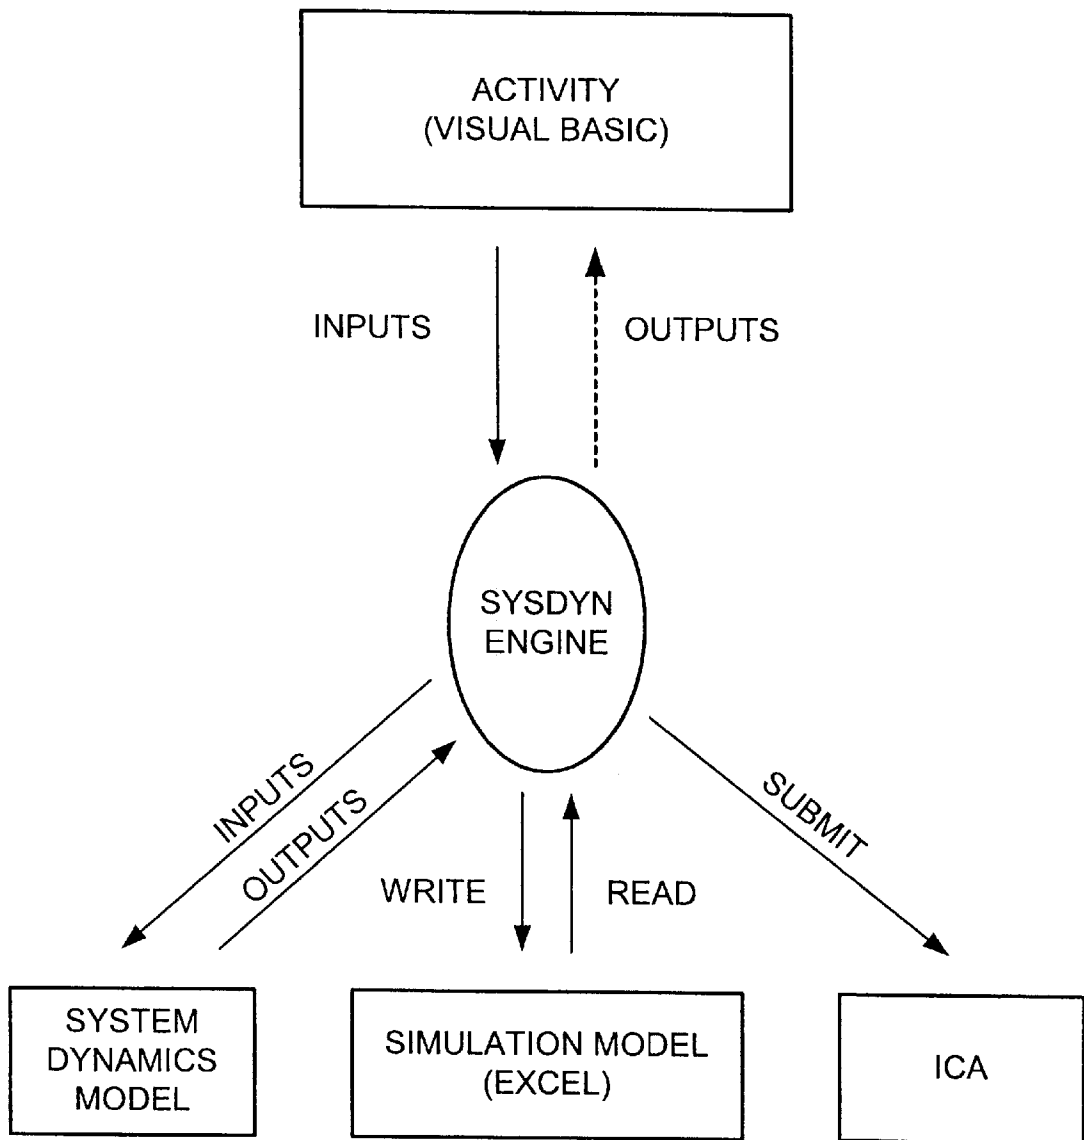 ACTIVITY
(VISUAL BASIC)
INPUTS
OUTPUTS
SYSDYN
ENGINE
INPUTS
OUTPUTS
WRITE
READ
SUBMIT
SYSTEM
DYNAMICS
MODEL
SIMULATION MODEL
(EXCEL)
ICA